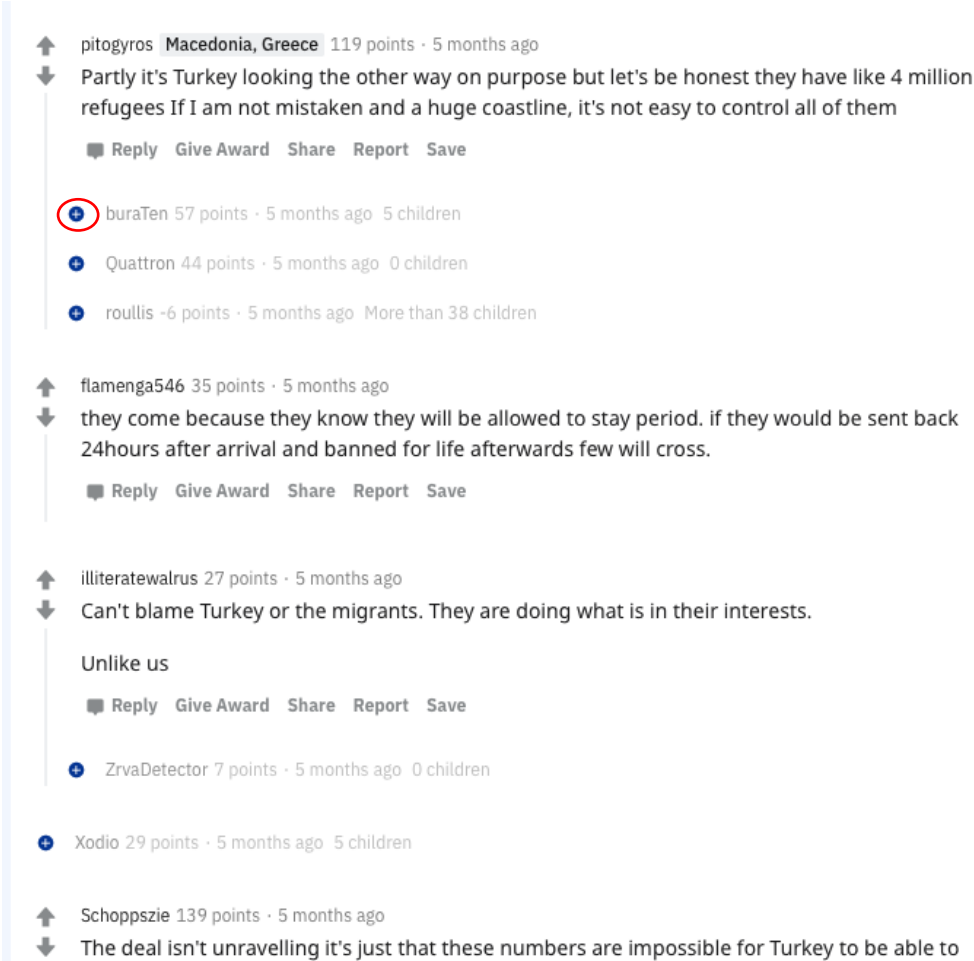 pitogyros Macedonia, Greece 119 points · 5 months ago
Partly it's Turkey looking the other way on purpose but let's be honest they have like 4 million
refugees If I am not mistaken and a huge coastline, it's not easy to control all of them
Reply Give Award Share Report Save
buraTen 57 points · 5 months ago 5 children
Quattron 44 points · 5 months ago 0 children
roullis -6 points · 5 months ago More than 38 children
flamenga546 35 points · 5 months ago
they come because they know they will be allowed to stay period. if they would be sent back
24hours after arrival and banned for life afterwards few will cross.
Reply Give Award Share Report Save
illiteratewalrus 27 points · 5 months ago
Can't blame Turkey or the migrants. They are doing what is in their interests.
Unlike us
Reply Give Award Share Report Save
ZrvaDetector 7 points · 5 months ago 0 children
Xodio 29 points · 5 months ago 5 children
Schoppszie 139 points · 5 months ago
The deal isn't unravelling it's just that these numbers are impossible for Turkey to be able to